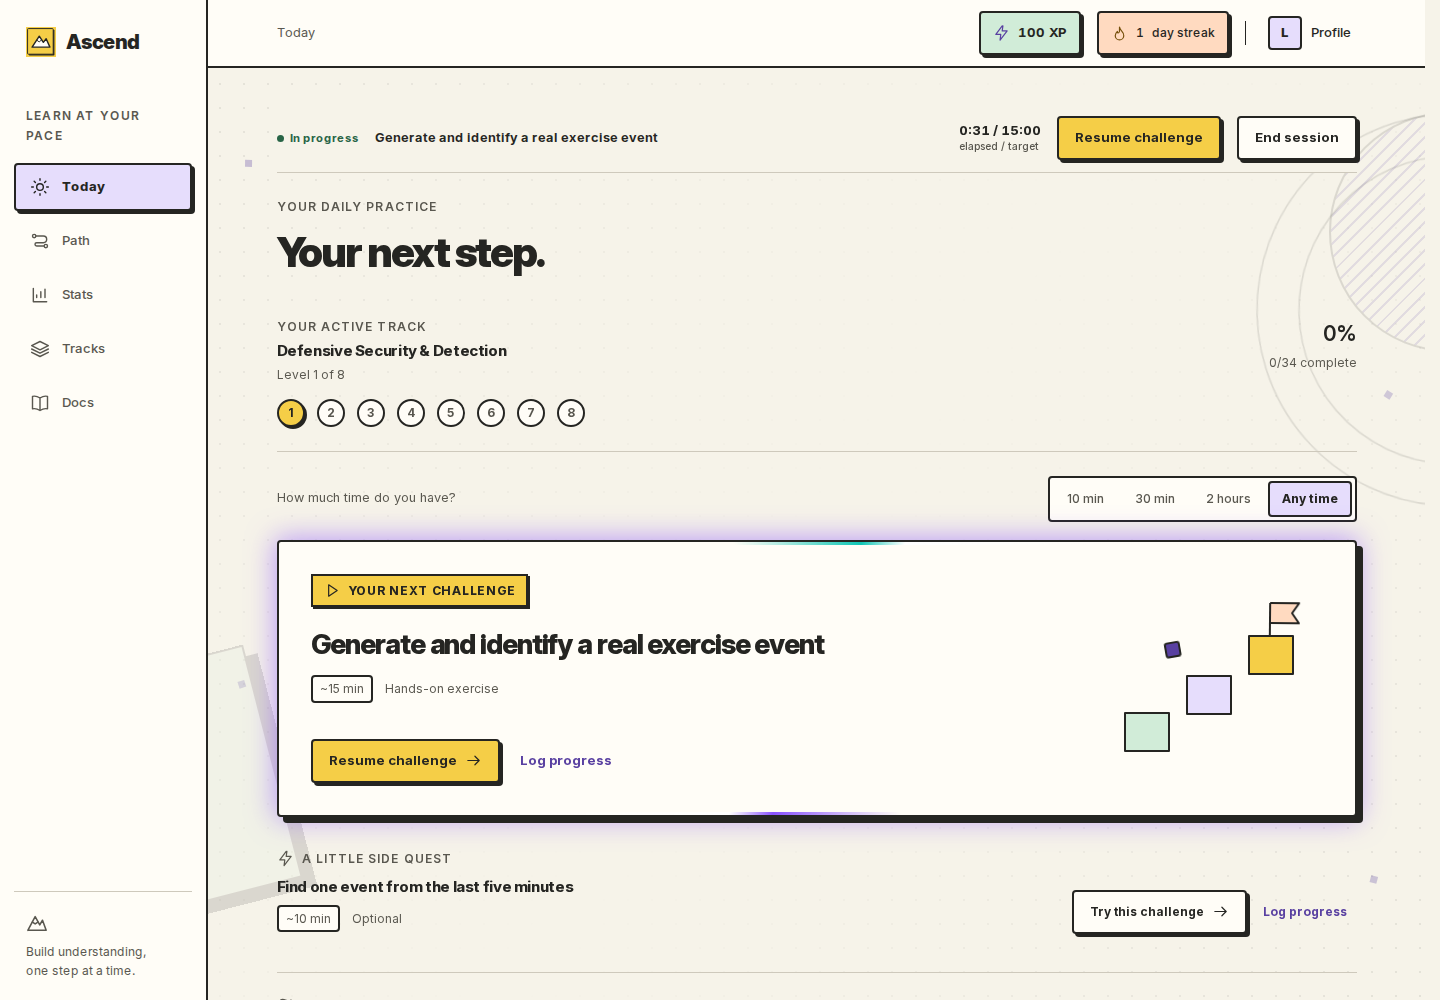 Ascend
LEARN AT YOUR
PACE
Today
Path
Stats
Tracks
Docs
Build understanding,
one step at a time.
Today
100 XP
1 day streak
L
Profile
In progress
Generate and identify a real exercise event
0:31 / 15:00
elapsed / target
Resume challenge
End session
YOUR DAILY PRACTICE
Your next step.
YOUR ACTIVE TRACK
Defensive Security & Detection
Level 1 of 8
0%
0/34 complete
1 2 3 4 5 6 7 8
How much time do you have?
10 min
30 min
2 hours
Any time
YOUR NEXT CHALLENGE
Generate and identify a real exercise event
~15 min
Hands-on exercise
Resume challenge
Log progress
A LITTLE SIDE QUEST
Find one event from the last five minutes
~10 min
Optional
Try this challenge
Log progress